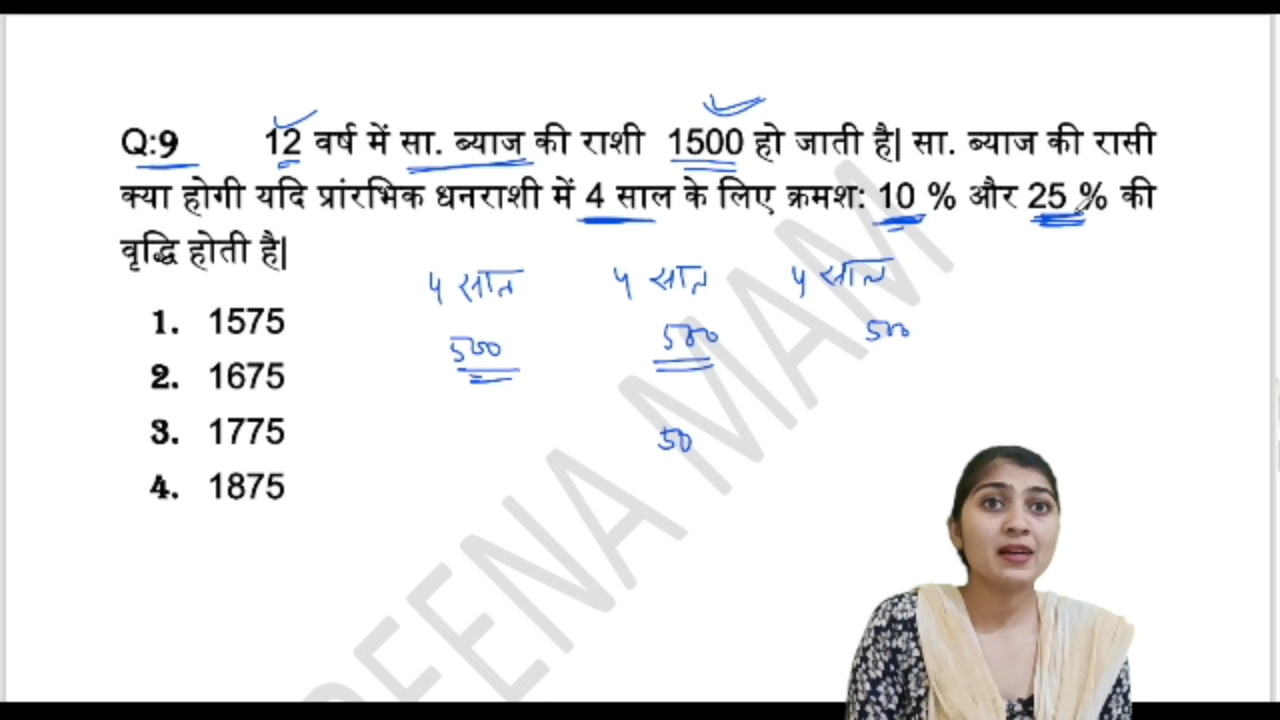 Q:9 12 वर्ष में सा. ब्याज की राशी 1500 हो जाती है| सा. ब्याज की रासी
क्या होगी यदि प्रांरभिक धनराशी में 4 साल के लिए क्रमश: 10 % और 25 % की
वृद्धि होती है|
4 साल 4 साल 4 साल
1. 1575
500 500 500
2. 1675
3. 1775
50
4. 1875
REENA MAM